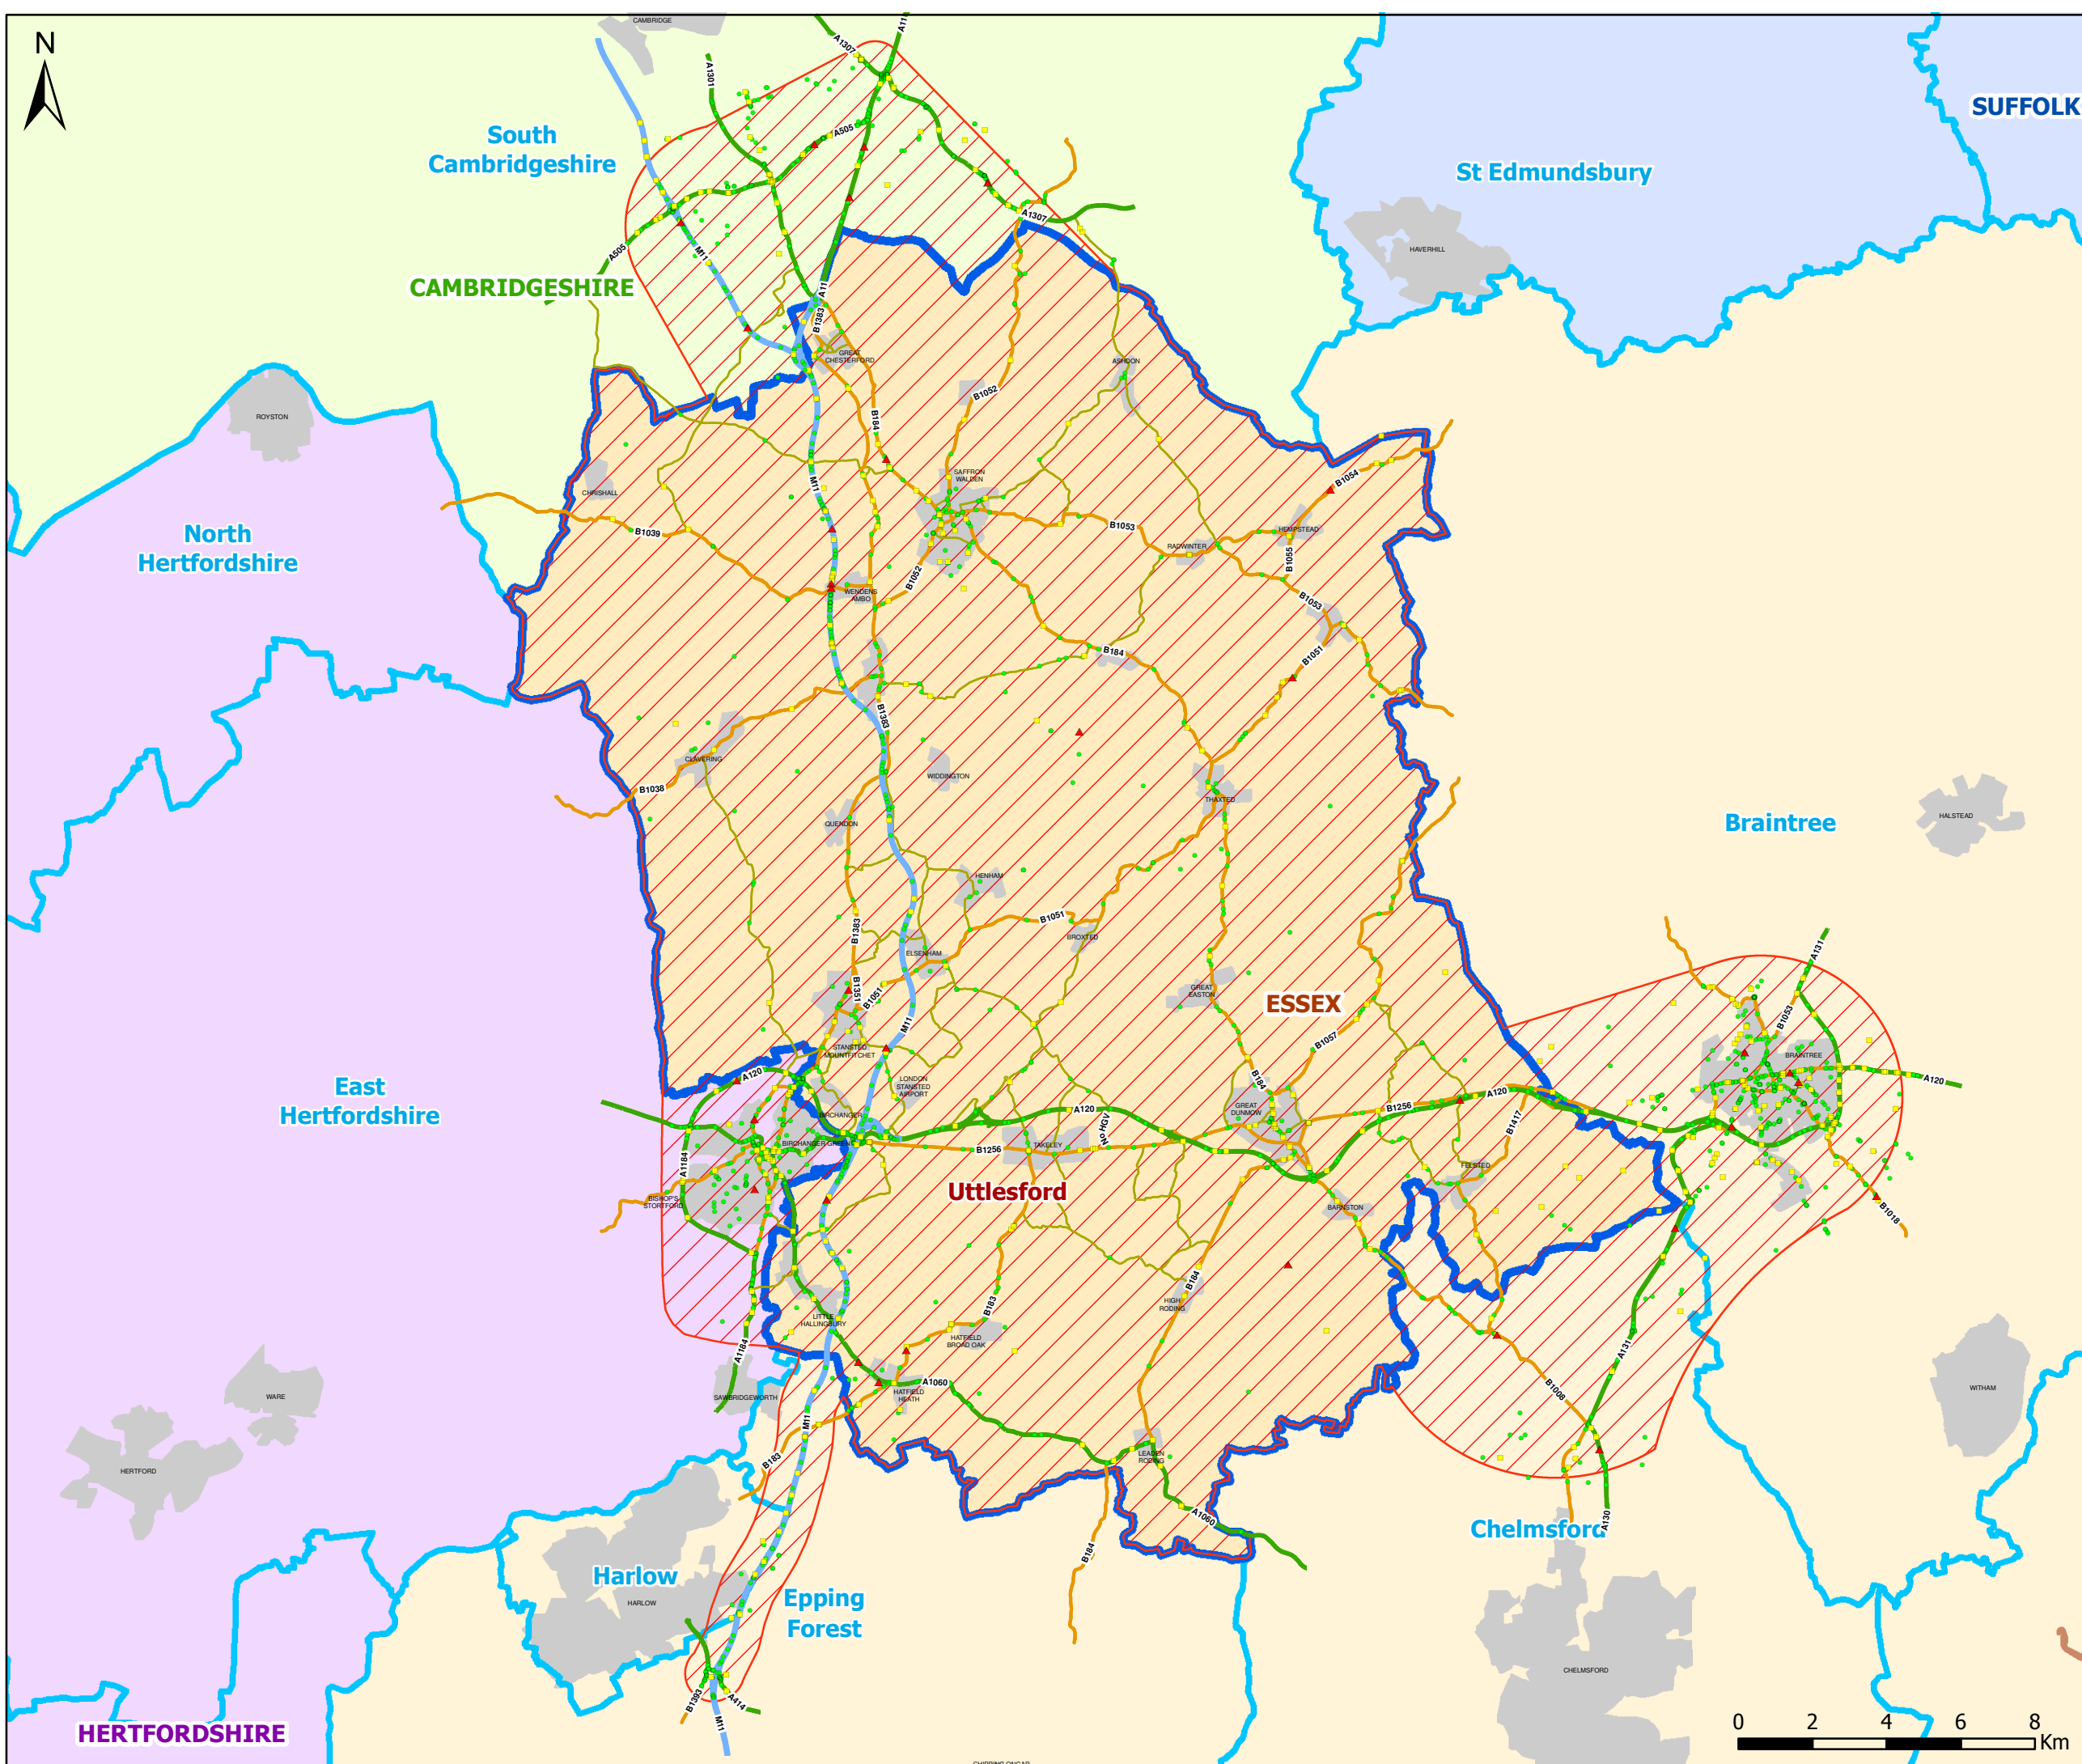 CAMBRIDGE
N
A1307
A11
A1301
SUFFOLK
South
Cambridgeshire
A505
St Edmundsbury
A1307
HAVERHILL
A505
M11
CAMBRIDGESHIRE
A11
B1383
GREAT
CHESTERFORD
ASHDON
B1052
ROYSTON
B184
SAFFRON
WALDEN
M11
CHRISHALL
B1054
North
Hertfordshire
B1039
B1053
HEMPSTEAD
RADWINTER
B1055
B1052
WENDENS
AMBO
B1053
B184
B1051
B1383
CLAVERING
WIDDINGTON
B1038
THAXTED
QUENDON
Braintree
HALSTEAD
HENHAM
B1051
B1383
BROXTED
ELSENHAM
A131
B1351
B1051
GREAT
EASTON
ESSEX
M11
B1053
B1057
STANSTED
MOUNTFITCHET
BRAINTREE
A120
LONDON
STANSTED
AIRPORT
B184
A120
East
Hertfordshire
BIRCHANGER
GREAT
DUNMOW
A120
B1256
A120
B1417
No HGV
BIRCHANGER GREEN
TAKELEY
B1256
A1184
FELSTED
Uttlesford
BISHOP'S
STORTFORD
BARNSTON
B1018
B184
HIGH
RODING
B183
LITTLE
HALLINGBURY
HATFIELD
BROAD OAK
A1184
A131
A1060
B1008
WARE
SAWBRIDGEWORTH
HATFIELD
HEATH
WITHAM
M11
LEADEN
RODING
B183
HERTFORD
A1060
A130
Chelmsford
B184
Harlow
HARLOW
Epping
Forest
CHELMSFORD
B1393
A414
M11
HERTFORDSHIRE
0 2 4 6 8
Km
CHIPPING ONGAR